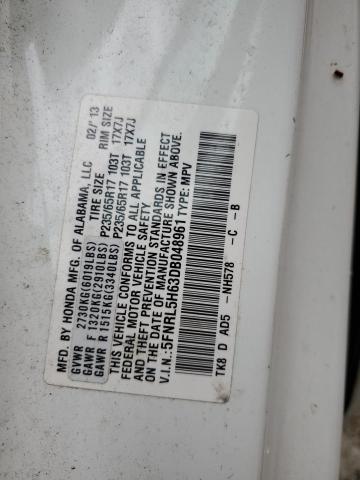 MFD. BY HONDA MFG. OF ALABAMA, LLC 02/'13
GVWR 2730KG(6019LBS) TIRE SIZE RIM SIZE
GAWR F 1320KG(2910LBS) P235/65R17 103T 17X7J
GAWR R 1515KG(3340LBS) P235/65R17 103T 17X7J
THIS VEHICLE CONFORMS TO ALL APPLICABLE
FEDERAL MOTOR VEHICLE SAFETY
AND THEFT PREVENTION STANDARDS IN EFFECT
ON THE DATE OF MANUFACTURE SHOWN ABOVE.
V.I.N.: 5FNRL5H63DB048961 TYPE: MPV
TK8 D AD5 -NH578 -C -B